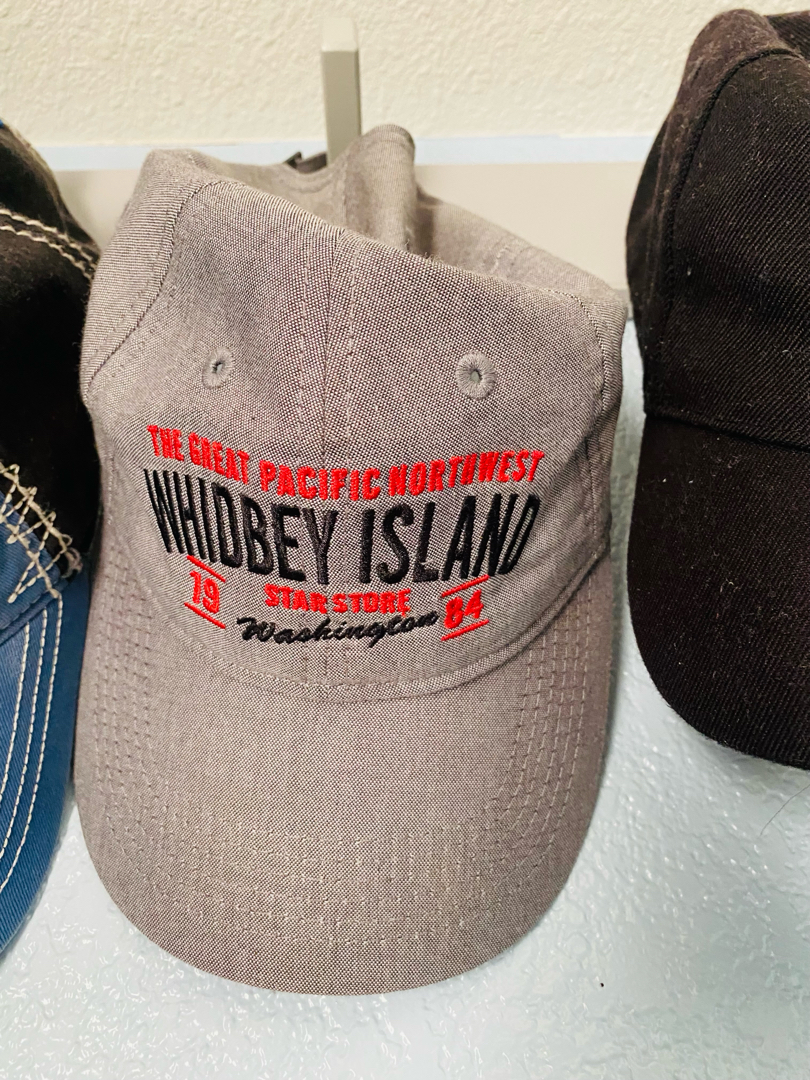 THE GREAT PACIFIC NORTHWEST
WHIDBEY ISLAND
19 STAR STORE 84
Washington